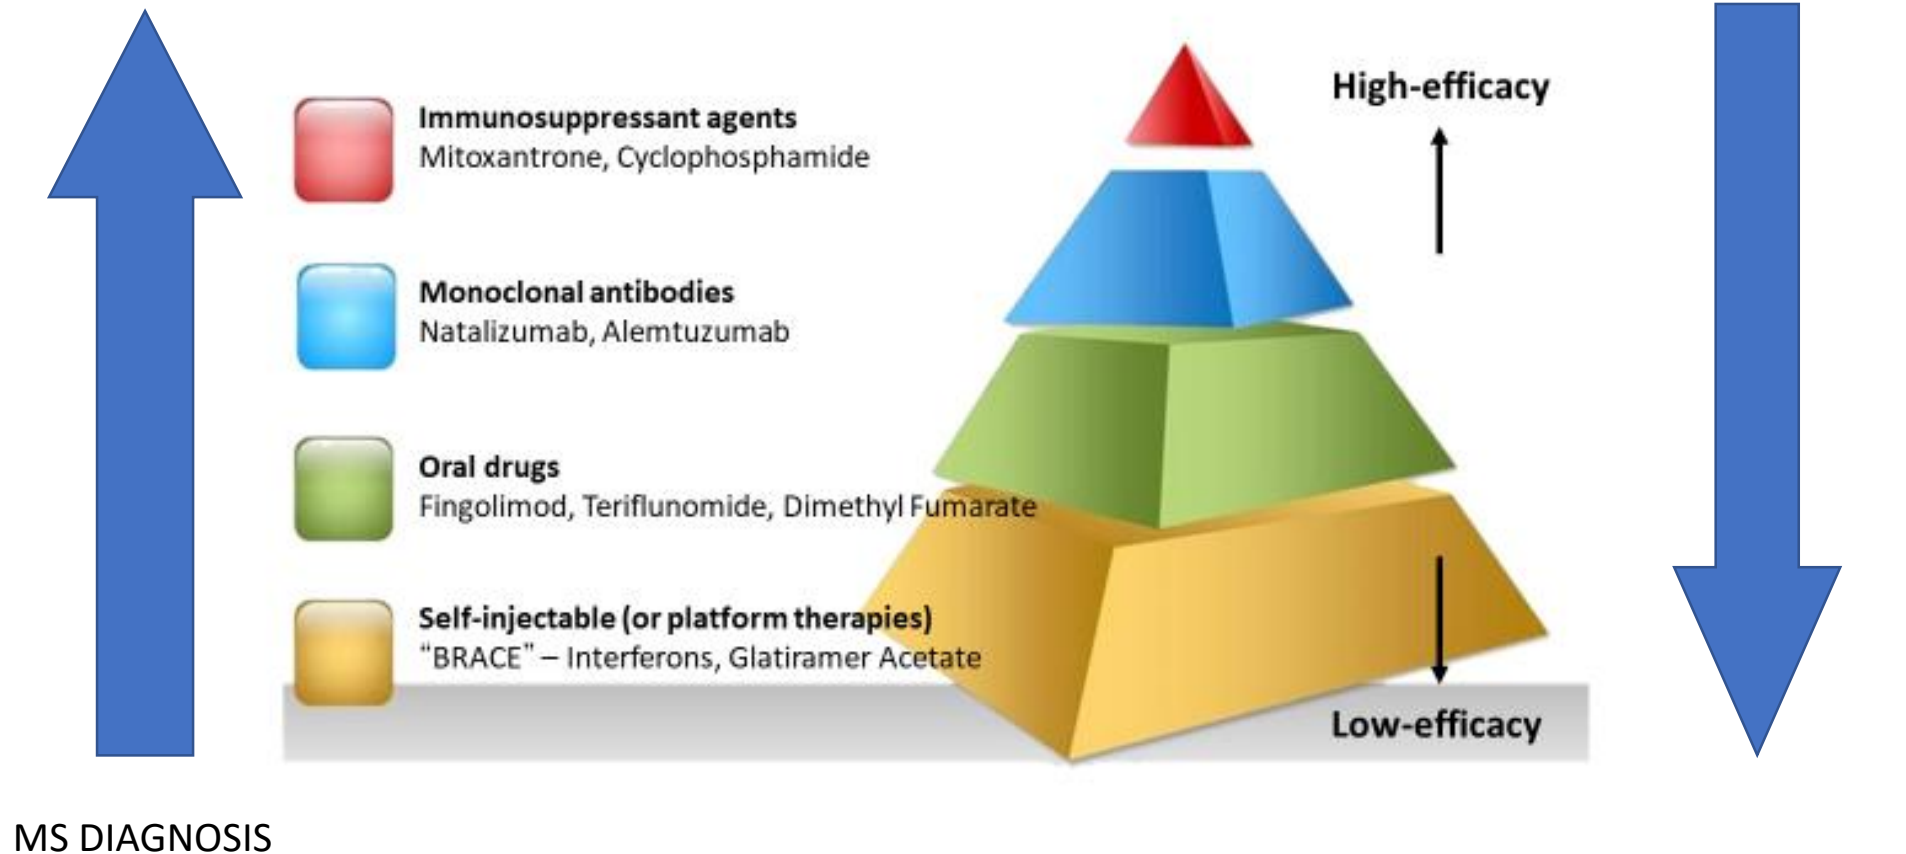 High-efficacy
Immunosuppressant agents
Mitoxantrone, Cyclophosphamide
Monoclonal antibodies
Natalizumab, Alemtuzumab
Oral drugs
Fingolimod, Teriflunomide, Dimethyl Fumarate
Self-injectable (or platform therapies)
“BRACE” – Interferons, Glatiramer Acetate
Low-efficacy
MS DIAGNOSIS